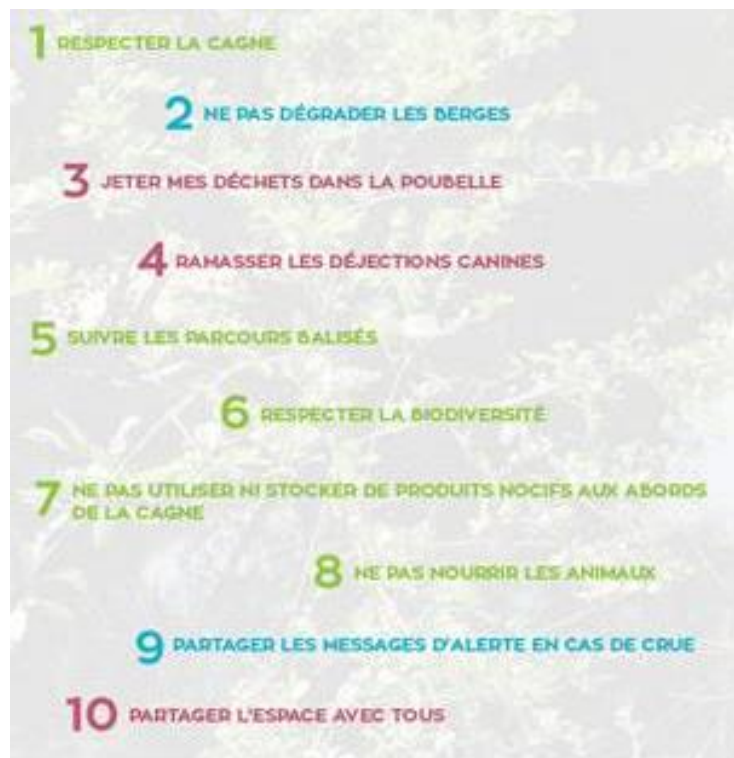 1 RESPECTER LA CAGNE
2 NE PAS DÉGRADER LES BERGES
3 JETER MES DÉCHETS DANS LA POUBELLE
4 RAMASSER LES DÉJECTIONS CANINES
5 SUIVRE LES PARCOURS BALISÉS
6 RESPECTER LA BIODIVERSITÉ
7 NE PAS UTILISER NI STOCKER DE PRODUITS NOCIFS AUX ABORDS
DE LA CAGNE
8 NE PAS NOURRIR LES ANIMAUX
9 PARTAGER LES MESSAGES D'ALERTE EN CAS DE CRUE
10 PARTAGER L'ESPACE AVEC TOUS